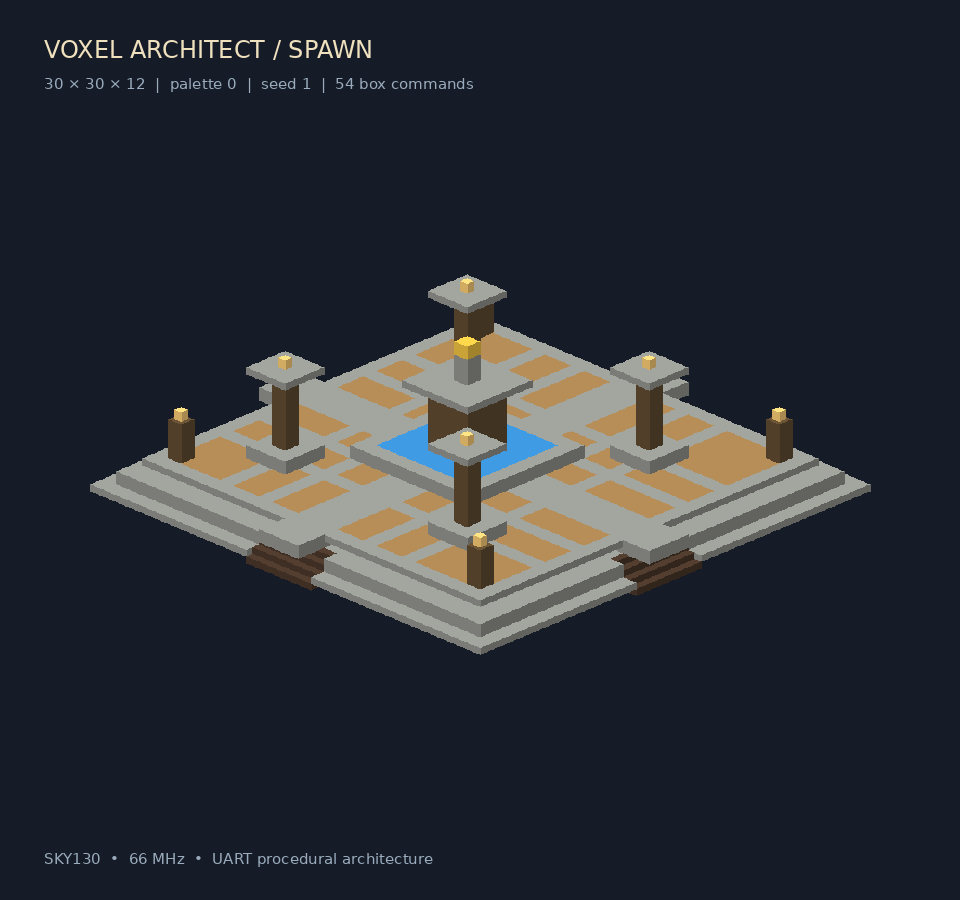 VOXEL ARCHITECT / SPAWN
30 × 30 × 12 | palette 0 | seed 1 | 54 box commands
SKY130 • 66 MHz • UART procedural architecture